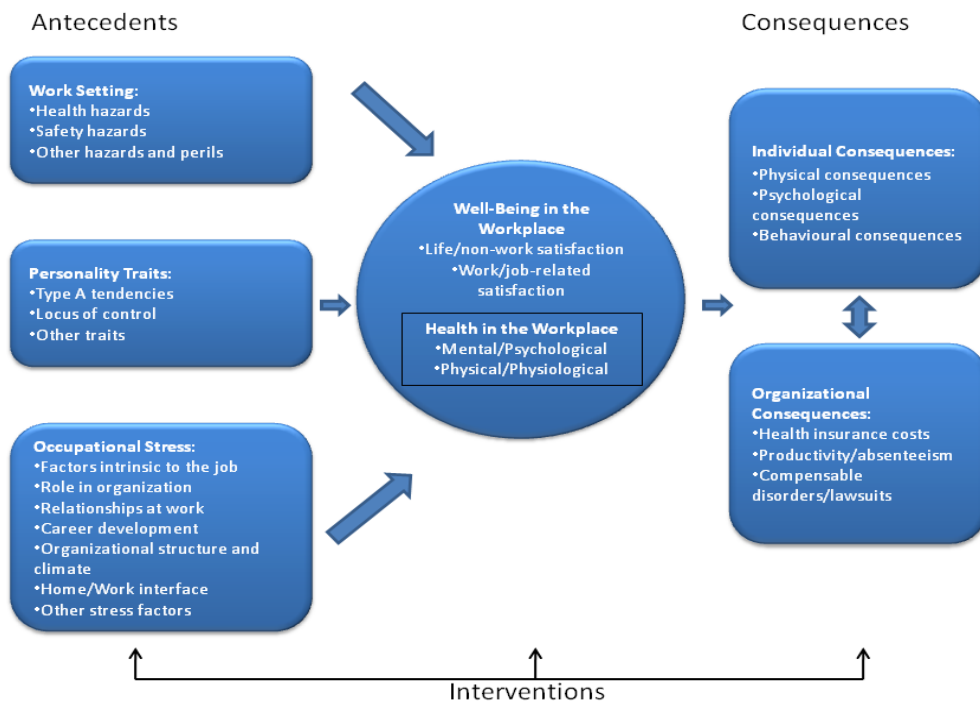 Antecedents
Consequences
Work Setting:
•Health hazards
•Safety hazards
•Other hazards and perils
Personality Traits:
•Type A tendencies
•Locus of control
•Other traits
Occupational Stress:
•Factors intrinsic to the job
•Role in organization
•Relationships at work
•Career development
•Organizational structure and
climate
•Home/Work interface
•Other stress factors
Well-Being in the
Workplace
•Life/non-work satisfaction
•Work/job-related
satisfaction
Health in the Workplace
•Mental/Psychological
•Physical/Physiological
Individual Consequences:
•Physical consequences
•Psychological
consequences
•Behavioural consequences
Organizational
Consequences:
•Health insurance costs
•Productivity/absenteeism
•Compensable
disorders/lawsuits
Interventions